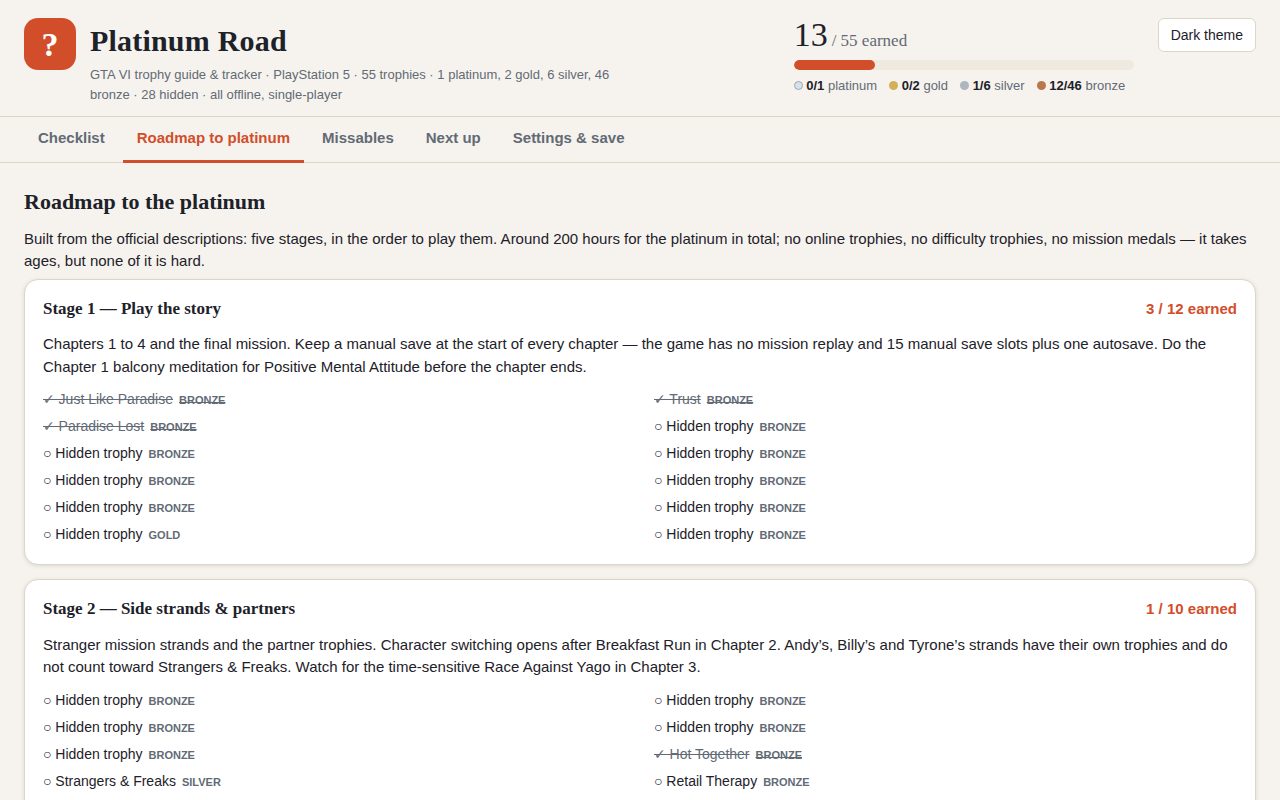 ?
Platinum Road
GTA VI trophy guide & tracker · PlayStation 5 · 55 trophies · 1 platinum, 2 gold, 6 silver, 46
bronze · 28 hidden · all offline, single-player
13 / 55 earned
0/1 platinum 0/2 gold 1/6 silver 12/46 bronze
Dark theme
Checklist Roadmap to platinum Missables Next up Settings & save
Roadmap to the platinum
Built from the official descriptions: five stages, in the order to play them. Around 200 hours for the platinum in total; no online trophies, no difficulty trophies, no mission medals — it takes
ages, but none of it is hard.
Stage 1 — Play the story 3 / 12 earned
Chapters 1 to 4 and the final mission. Keep a manual save at the start of every chapter — the game has no mission replay and 15 manual save slots plus one autosave. Do the
Chapter 1 balcony meditation for Positive Mental Attitude before the chapter ends.
✓ Just Like Paradise BRONZE ✓ Trust BRONZE
✓ Paradise Lost BRONZE ○ Hidden trophy BRONZE
○ Hidden trophy BRONZE ○ Hidden trophy BRONZE
○ Hidden trophy BRONZE ○ Hidden trophy BRONZE
○ Hidden trophy BRONZE ○ Hidden trophy BRONZE
○ Hidden trophy GOLD ○ Hidden trophy BRONZE
Stage 2 — Side strands & partners 1 / 10 earned
Stranger mission strands and the partner trophies. Character switching opens after Breakfast Run in Chapter 2. Andy’s, Billy’s and Tyrone’s strands have their own trophies and do
not count toward Strangers & Freaks. Watch for the time-sensitive Race Against Yago in Chapter 3.
○ Hidden trophy BRONZE ○ Hidden trophy BRONZE
○ Hidden trophy BRONZE ○ Hidden trophy BRONZE
○ Hidden trophy BRONZE ✓ Hot Together BRONZE
○ Strangers & Freaks SILVER ○ Retail Therapy BRONZE